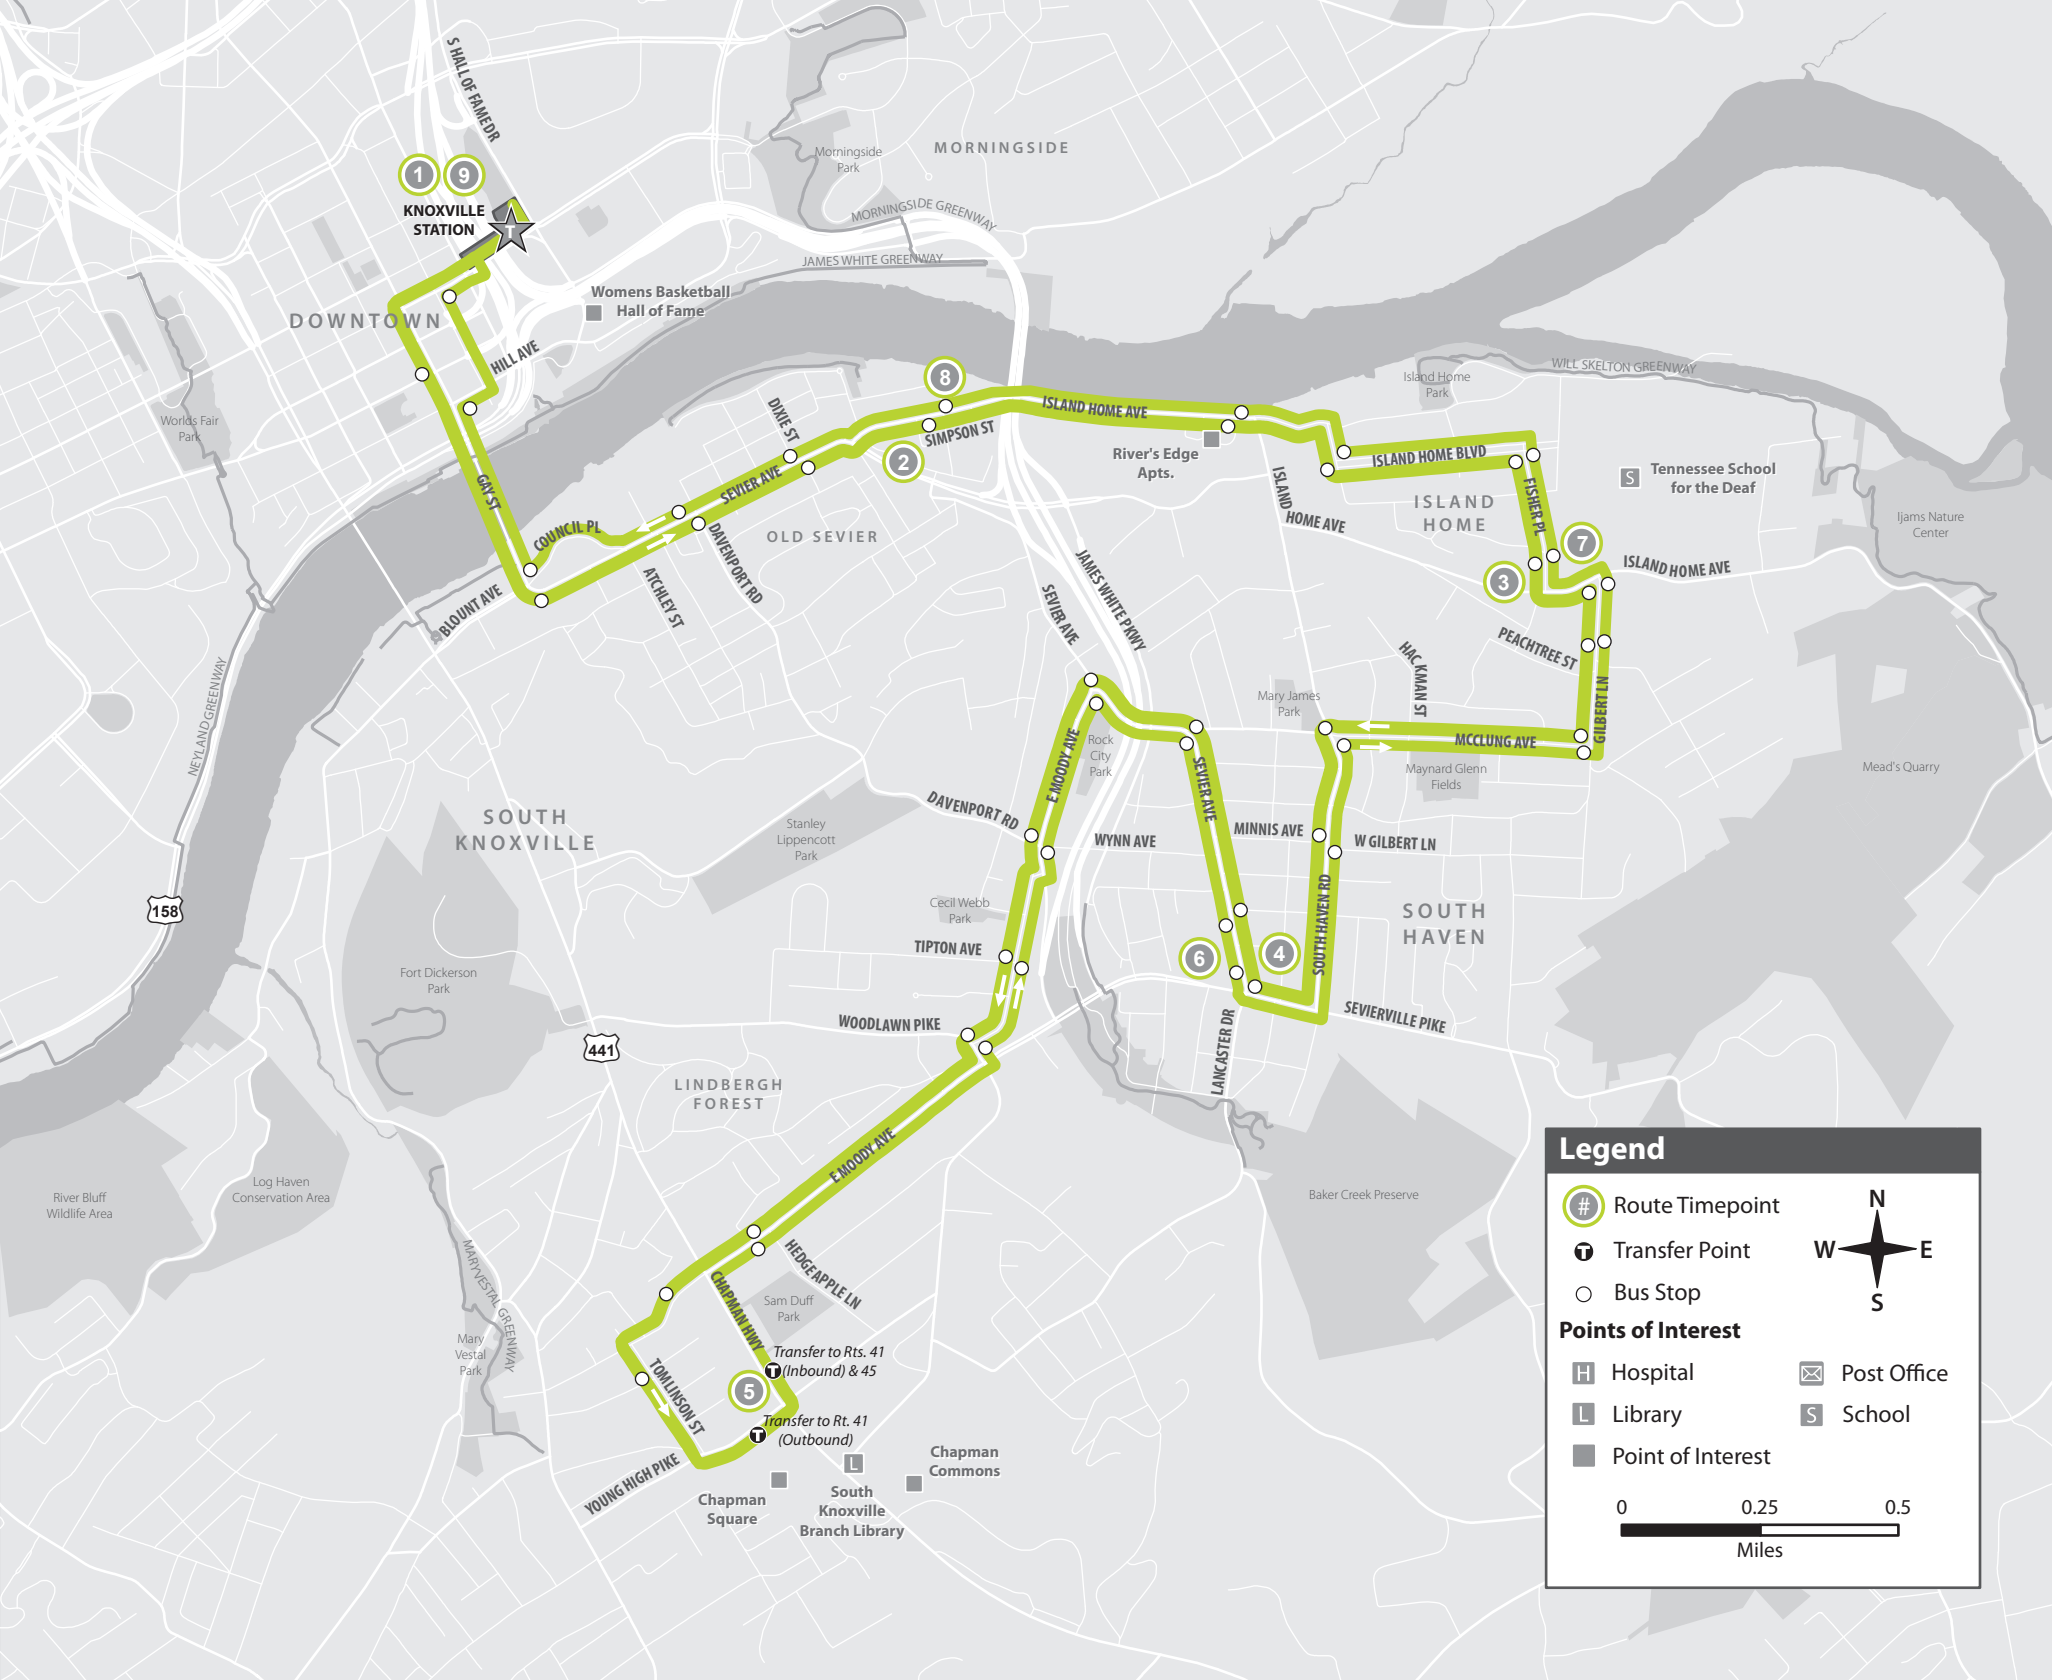 S HALL OF FAME DR
1
9
KNOXVILLE
STATION
T
MORNINGSIDE
Morningside
Park
MORNINGSIDE GREENWAY
JAMES WHITE GREENWAY
Womens Basketball
Hall of Fame
DOWNTOWN
HILL AVE
Worlds Fair
Park
8
DIXIE ST
SIMPSON ST
2
ISLAND HOME AVE
River's Edge
Apts.
Island Home
Park
WILL SKELTON GREENWAY
ISLAND HOME BLVD
S
Tennessee School
for the Deaf
ISLAND
HOME
FISHER PL
Ijams Nature
Center
GAY ST
SEVIER AVE
COUNCIL PL
OLD SEVIER
DAVENPORT RD
ATCHLEY ST
BLOUNT AVE
ISLAND
HOME AVE
7
3
ISLAND HOME AVE
JAMES WHITE PKWY
SEVIER AVE
PEACHTREE ST
HACKMAN ST
GILBERT LN
Mary James
Park
MCCLUNG AVE
Maynard Glenn
Fields
Mead's Quarry
NEYLAND GREENWAY
Rock
City
Park
E MOODY AVE
SEVIER AVE
DAVENPORT RD
WYNN AVE
MINNIS AVE
W GILBERT LN
SOUTH
KNOXVILLE
Stanley
Lippencott
Park
158
Cecil Webb
Park
TIPTON AVE
SOUTH
HAVEN
SOUTH HAVEN RD
6
4
Fort Dickerson
Park
WOODLAWN PIKE
SEVIERVILLE PIKE
LANCASTER DR
441
LINDBERGH
FOREST
E MOODY AVE
River Bluff
Wildlife Area
Log Haven
Conservation Area
Baker Creek Preserve
MARY VESTAL GREENWAY
HEDGEAPPLE LN
CHAPMAN HWY
Sam Duff
Park
Mary
Vestal
Park
TOMLINSON ST
Transfer to Rts. 41
T
(Inbound) & 45
5
Transfer to Rt. 41
T
(Outbound)
YOUNG HIGH PIKE
Chapman
Square
L
South
Knoxville
Branch Library
Chapman
Commons
Legend
# Route Timepoint
T Transfer Point
Bus Stop
N
W E
S
Points of Interest
H Hospital
Post Office
L Library
S School
Point of Interest
0 0.25 0.5
Miles